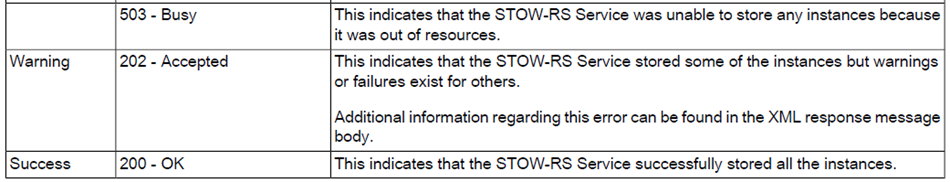 503 - Busy This indicates that the STOW-RS Service was unable to store any instances because
it was out of resources.
Warning 202 - Accepted This indicates that the STOW-RS Service stored some of the instances but warnings
or failures exist for others.
Additional information regarding this error can be found in the XML response message
body.
Success 200 - OK This indicates that the STOW-RS Service successfully stored all the instances.